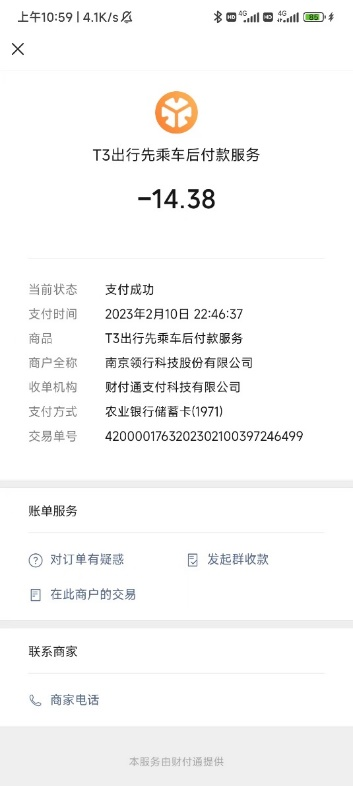 上午10:59 | 4.1K/s
HD 4G HD 4G 85
T3出行先乘车后付款服务
-14.38
当前状态 支付成功
支付时间 2023年2月10日 22:46:37
商品 T3出行先乘车后付款服务
商户全称 南京领行科技股份有限公司
收单机构 财付通支付科技有限公司
支付方式 农业银行储蓄卡(1971)
交易单号 4200001763202302100397246499
账单服务
对订单有疑惑 发起群收款
在此商户的交易
联系商家
商家电话
本服务由财付通提供